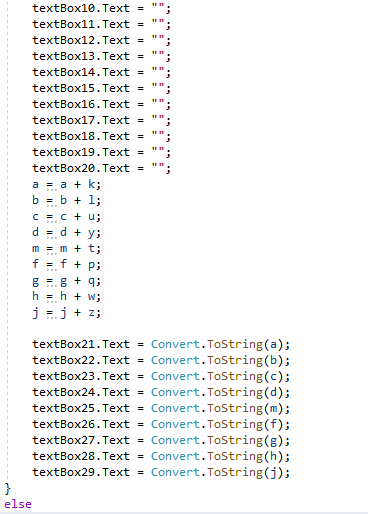 textBox10.Text = "";
textBox11.Text = "";
textBox12.Text = "";
textBox13.Text = "";
textBox14.Text = "";
textBox15.Text = "";
textBox16.Text = "";
textBox17.Text = "";
textBox18.Text = "";
textBox19.Text = "";
textBox20.Text = "";
a = a + k;
b = b + l;
c = c + u;
d = d + y;
m = m + t;
f = f + p;
g = g + q;
h = h + w;
j = j + z;
textBox21.Text = Convert.ToString(a);
textBox22.Text = Convert.ToString(b);
textBox23.Text = Convert.ToString(c);
textBox24.Text = Convert.ToString(d);
textBox25.Text = Convert.ToString(m);
textBox26.Text = Convert.ToString(f);
textBox27.Text = Convert.ToString(g);
textBox28.Text = Convert.ToString(h);
textBox29.Text = Convert.ToString(j);
}
else